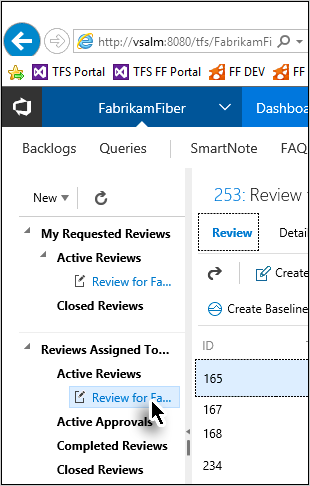 http://vsalm:8080/tfs/FabrikamFi
TFS Portal TFS FF Portal FF DEV FF
FabrikamFiber Dashboa
Backlogs Queries SmartNote FAQ
New
253: Review
My Requested Reviews
Review Detai
Active Reviews
Review for Fa...
Create
Closed Reviews
Create Baseline
Reviews Assigned To...
ID
Active Reviews
165
Review for Fa...
167
Active Approvals
168
Completed Reviews
Closed Reviews
234